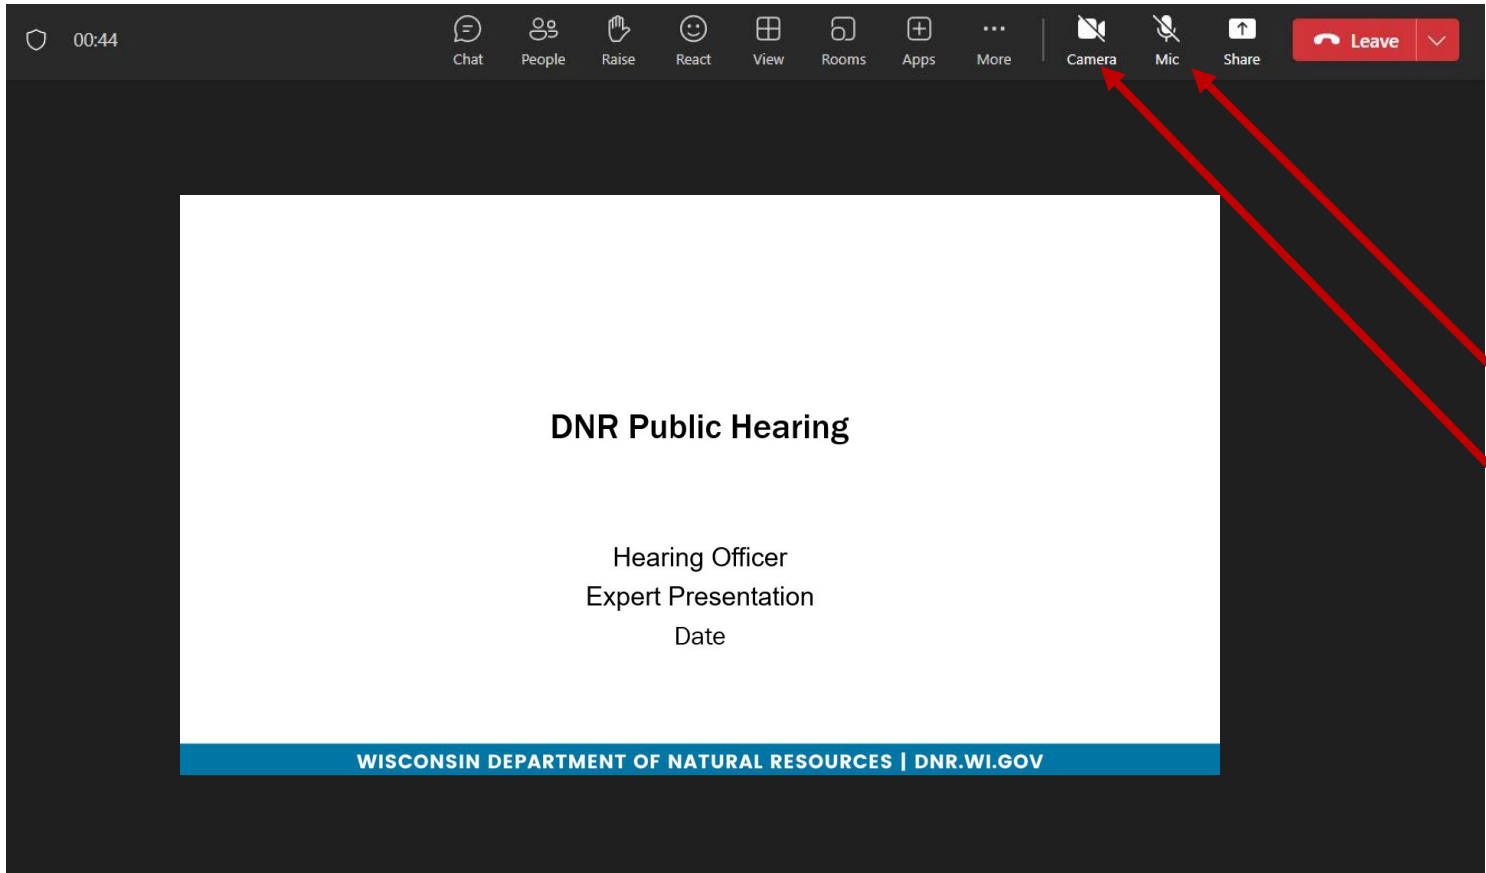 00:44
Chat People Raise React View Rooms Apps More Camera Mic Share Leave
DNR Public Hearing
Hearing Officer
Expert Presentation
Date
WISCONSIN DEPARTMENT OF NATURAL RESOURCES | DNR.WI.GOV